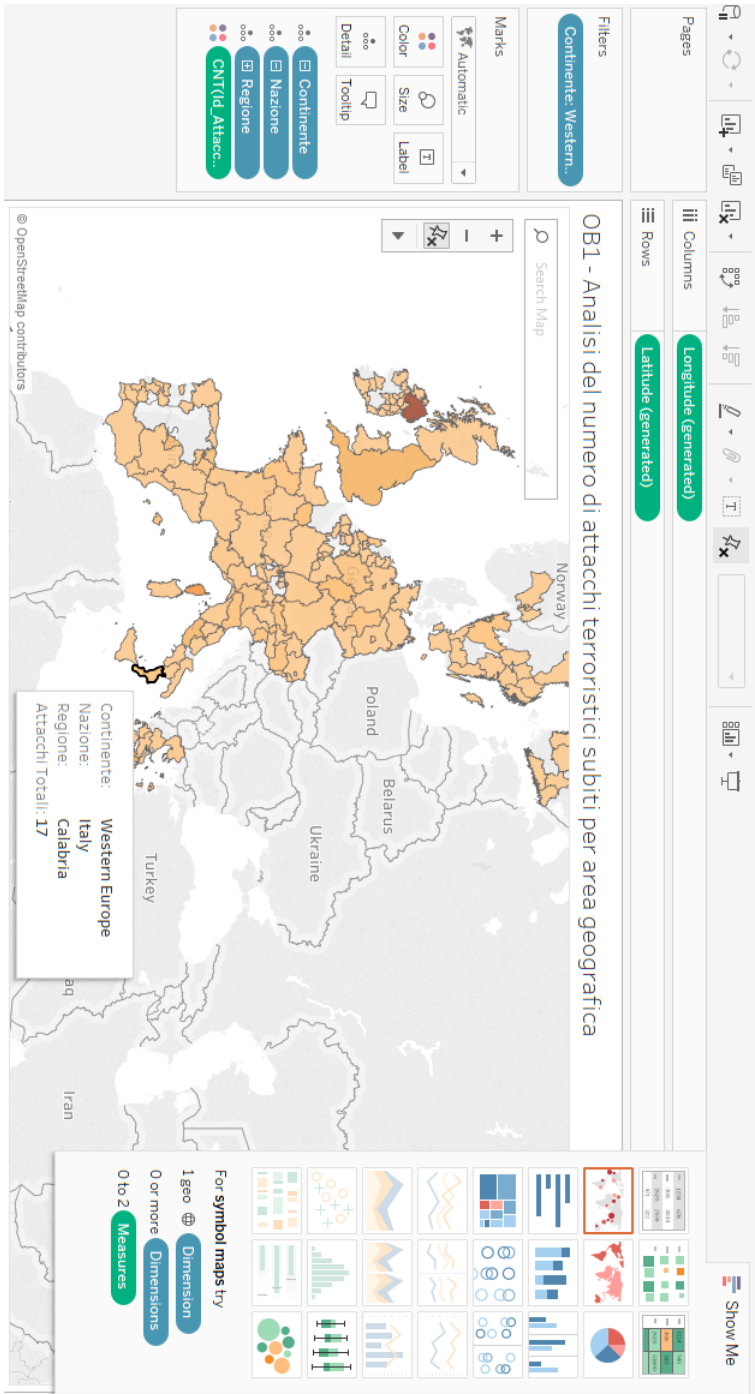 Pages
Filters
Continente: Western..
Marks
Automatic
Color
Size
Label
Detail
Tooltip
Continente
Nazione
Regione
CNT(Id_Attacc..
Columns
Longitude (generated)
Rows
Latitude (generated)
OB1 - Analisi del numero di attacchi terroristici subiti per area geografica
Search Map
Norway
Poland
Belarus
Ukraine
Turkey
Iran
aq
Continente: Western Europe
Nazione: Italy
Regione: Calabria
Attacchi Totali: 17
© OpenStreetMap contributors
Show Me
For symbol maps try
1 geo Dimension
0 or more Dimensions
0 to 2 Measures